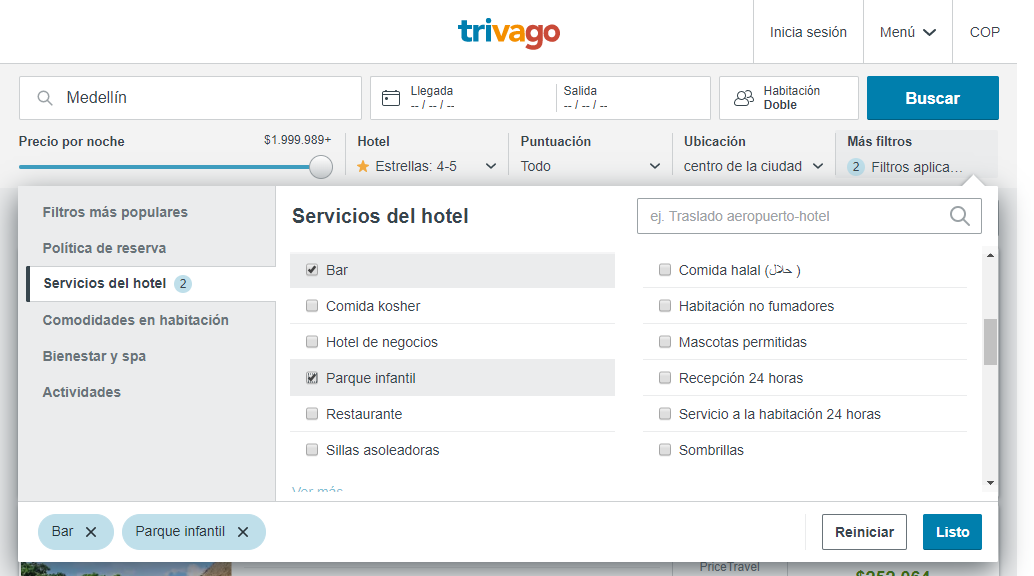 trivago
Inicia sesión
Menú
COP
Medellín
Llegada
-- / -- / --
Salida
-- / -- / --
Habitación
Doble
Buscar
Precio por noche
$1.999.989+
Hotel
Estrellas: 4-5
Puntuación
Todo
Ubicación
centro de la ciudad
Más filtros
2 Filtros aplica...
Filtros más populares
Política de reserva
Servicios del hotel 2
Comodidades en habitación
Bienestar y spa
Actividades
Servicios del hotel
ej. Traslado aeropuerto-hotel
Bar
Comida kosher
Hotel de negocios
Parque infantil
Restaurante
Sillas asoleadoras
Ver más
Comida halal (حلال)
Habitación no fumadores
Mascotas permitidas
Recepción 24 horas
Servicio a la habitación 24 horas
Sombrillas
Bar
Parque infantil
Reiniciar
Listo
PriceTravel